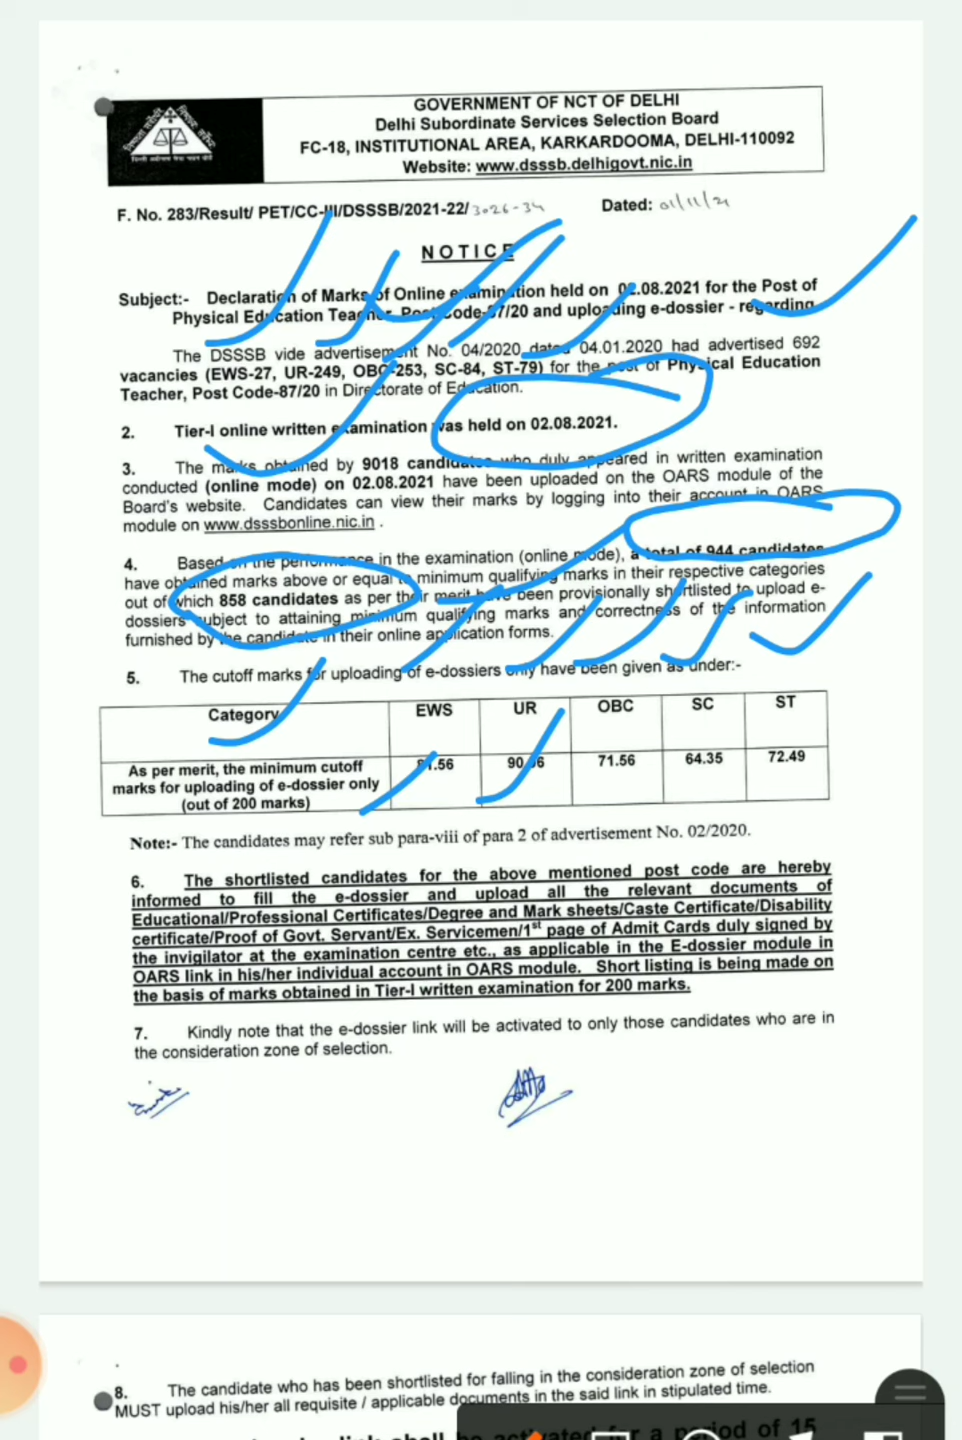 GOVERNMENT OF NCT OF DELHI
Delhi Subordinate Services Selection Board
FC-18, INSTITUTIONAL AREA, KARKARDOOMA, DELHI-110092
Website: www.dsssb.delhigovt.nic.in
F. No. 283/Result/ PET/CC-III/DSSSB/2021-22/3026-34 Dated: 01/11/21
NOTICE
Subject:- Declaration of Marks of Online examination held on 02.08.2021 for the Post of
Physical Education Teacher, Post Code-87/20 and uploading e-dossier - regarding
The DSSSB vide advertisement No. 04/2020 dated 04.01.2020 had advertised 692
vacancies (EWS-27, UR-249, OBC-253, SC-84, ST-79) for the post of Physical Education
Teacher, Post Code-87/20 in Directorate of Education.
2. Tier-I online written examination was held on 02.08.2021.
3. The marks obtained by 9018 candidates who duly appeared in written examination
conducted (online mode) on 02.08.2021 have been uploaded on the OARS module of the
Board's website. Candidates can view their marks by logging into their account in OARS
module on www.dsssbonline.nic.in .
4. Based on the performance in the examination (online mode), a total of 944 candidates
have obtained marks above or equal to minimum qualifying marks in their respective categories
out of which 858 candidates as per their merit have been provisionally shortlisted to upload e-
dossiers subject to attaining minimum qualifying marks and correctness of the information
furnished by the candidate in their online application forms.
5. The cutoff marks for uploading of e-dossiers only have been given as under:-
Category EWS UR OBC SC ST
As per merit, the minimum cutoff
marks for uploading of e-dossier only
(out of 200 marks) .56 90. 6 71.56 64.35 72.49
Note:- The candidates may refer sub para-viii of para 2 of advertisement No. 02/2020.
6. The shortlisted candidates for the above mentioned post code are hereby
informed to fill the e-dossier and upload all the relevant documents of
Educational/Professional Certificates/Degree and Mark sheets/Caste Certificate/Disability
certificate/Proof of Govt. Servant/Ex. Servicemen/1st page of Admit Cards duly signed by
the invigilator at the examination centre etc., as applicable in the E-dossier module in
OARS link in his/her individual account in OARS module. Short listing is being made on
the basis of marks obtained in Tier-I written examination for 200 marks.
7. Kindly note that the e-dossier link will be activated to only those candidates who are in
the consideration zone of selection.
8. The candidate who has been shortlisted for falling in the consideration zone of selection
MUST upload his/her all requisite / applicable documents in the said link in stipulated time.
link shall be activated for a period of 15